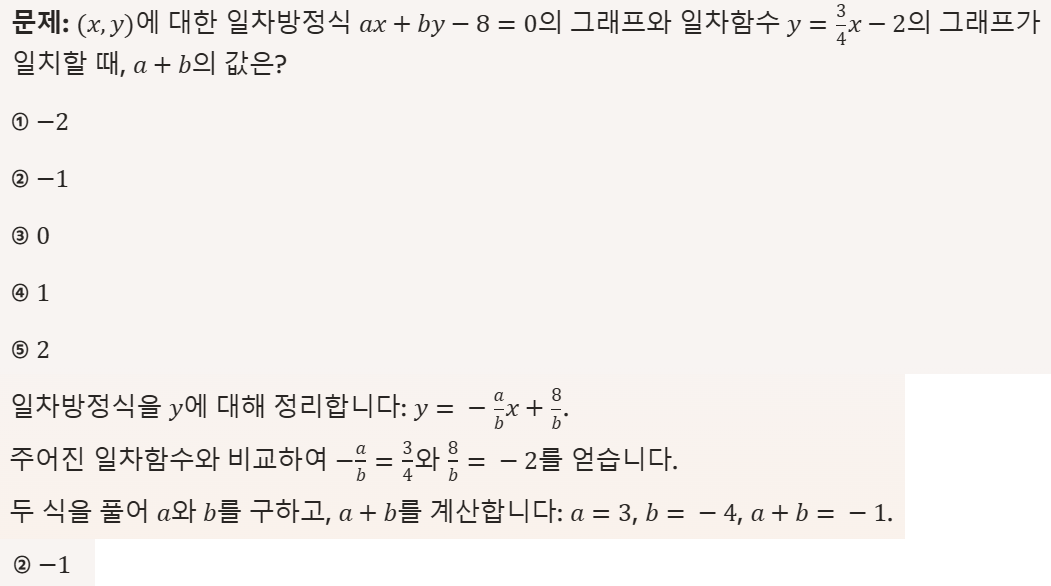 문제: (x, y)에 대한 일차방정식 ax + by − 8 = 0의 그래프와 일차함수 y = 3/4x − 2의 그래프가
일치할 때, a + b의 값은?
① −2
② −1
③ 0
④ 1
⑤ 2
일차방정식을 y에 대해 정리합니다: y = − a/b x + 8/b.
주어진 일차함수와 비교하여 −a/b = 3/4와 8/b = − 2를 얻습니다.
두 식을 풀어 a와 b를 구하고, a + b를 계산합니다: a = 3, b = − 4, a + b = − 1.
② −1